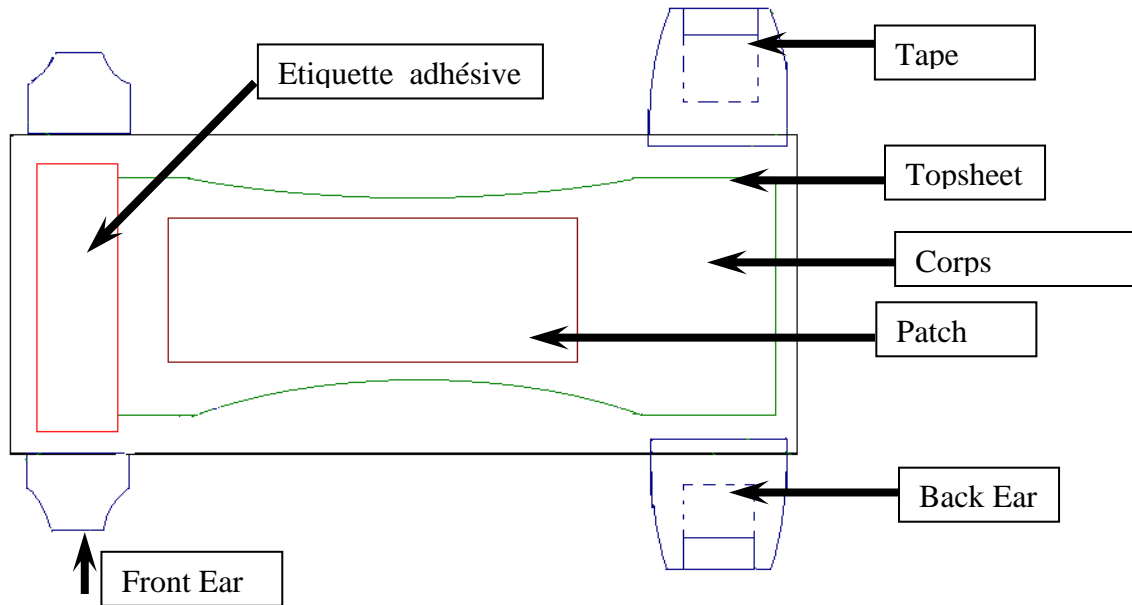 Tape
Etiquette adhésive
Topsheet
Corps
Patch
Back Ear
Front Ear